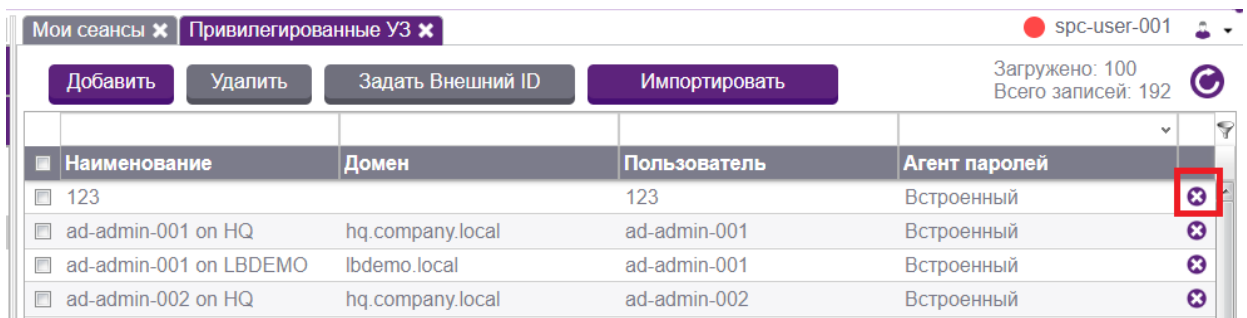 Мои сеансы Привилегированные УЗ spc-user-001
Добавить Удалить Задать Внешний ID Импортировать Загружено: 100
Всего записей: 192
Наименование Домен Пользователь Агент паролей
123 123 Встроенный
ad-admin-001 on HQ hq.company.local ad-admin-001 Встроенный
ad-admin-001 on LBDEMO lbdemo.local ad-admin-001 Встроенный
ad-admin-002 on HQ hq.company.local ad-admin-002 Встроенный